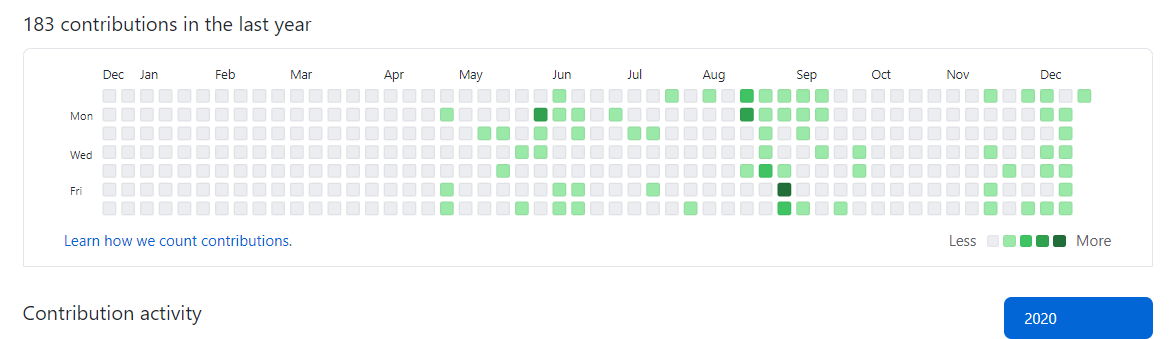 183 contributions in the last year
Dec Jan Feb Mar Apr May Jun Jul Aug Sep Oct Nov Dec
Mon
Wed
Fri
Learn how we count contributions. Less More
Contribution activity 2020